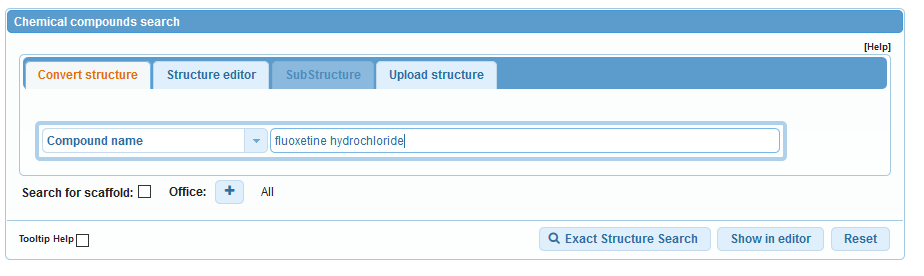 Chemical compounds search
[Help]
Convert structure Structure editor SubStructure Upload structure
Compound name fluoxetine hydrochloride
Search for scaffold: Office: + All
Tooltip Help Exact Structure Search Show in editor Reset